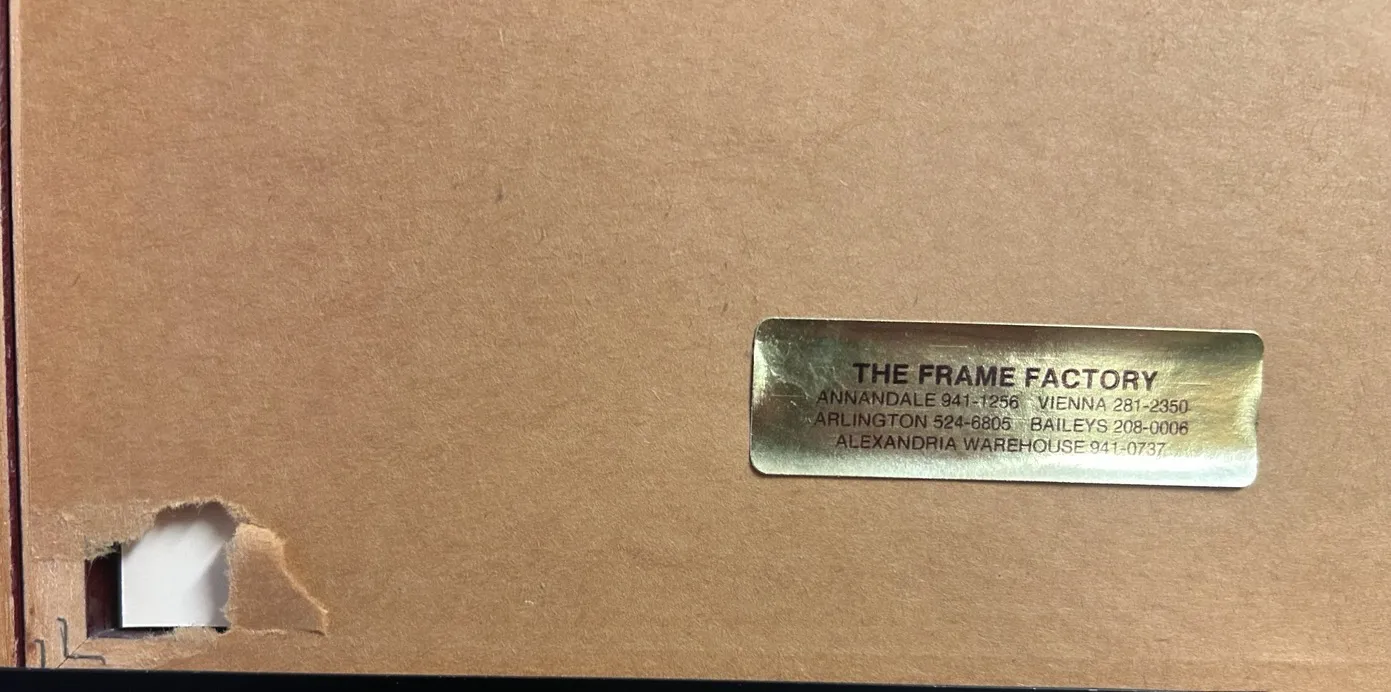 THE FRAME FACTORY
ANNANDALE 941-1256 VIENNA 281-2350
ARLINGTON 524-6805 BAILEYS 208-0006
ALEXANDRIA WAREHOUSE 941-0737